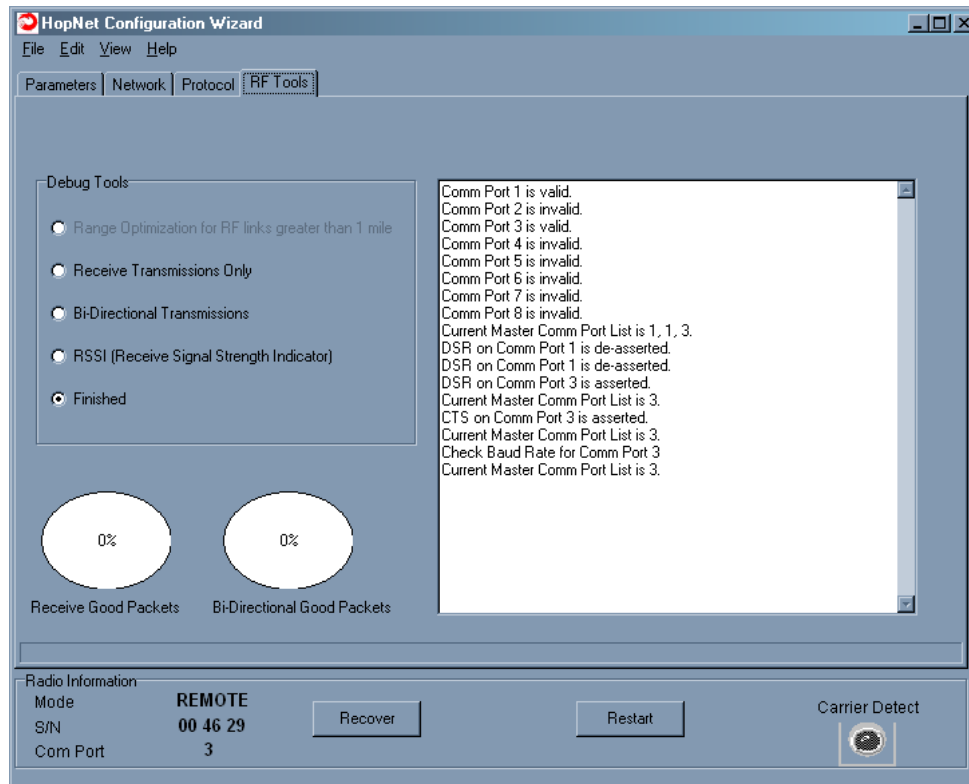 HopNet Configuration Wizard
File Edit View Help
Parameters Network Protocol RF Tools
Debug Tools
Range Optimization for RF links greater than 1 mile
Receive Transmissions Only
Bi-Directional Transmissions
RSSI (Receive Signal Strength Indicator)
Finished
Comm Port 1 is valid.
Comm Port 2 is invalid.
Comm Port 3 is valid.
Comm Port 4 is invalid.
Comm Port 5 is invalid.
Comm Port 6 is invalid.
Comm Port 7 is invalid.
Comm Port 8 is invalid.
Current Master Comm Port List is 1, 1, 3.
DSR on Comm Port 1 is de-asserted.
DSR on Comm Port 1 is de-asserted.
DSR on Comm Port 3 is asserted.
Current Master Comm Port List is 3.
CTS on Comm Port 3 is asserted.
Current Master Comm Port List is 3.
Check Baud Rate for Comm Port 3
Current Master Comm Port List is 3.
0% 0%
Receive Good Packets Bi-Directional Good Packets
Radio Information
Mode REMOTE
S/N 00 46 29
Com Port 3
Recover
Restart
Carrier Detect